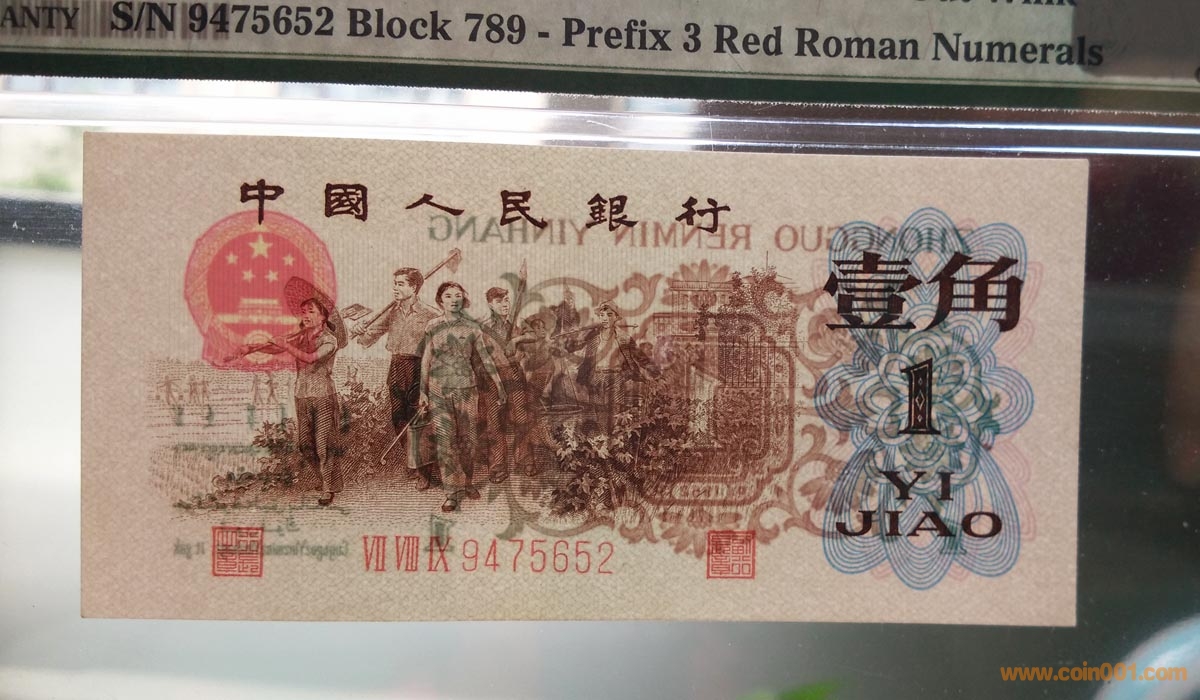 ANTY S/N 9475652 Block 789 - Prefix 3 Red Roman Numerals
中國人民銀行
ZHONGGUO RENMIN YINHANG
壹角
1
YI
JIAO
VII VIII IX 9475652
www.coin001.com